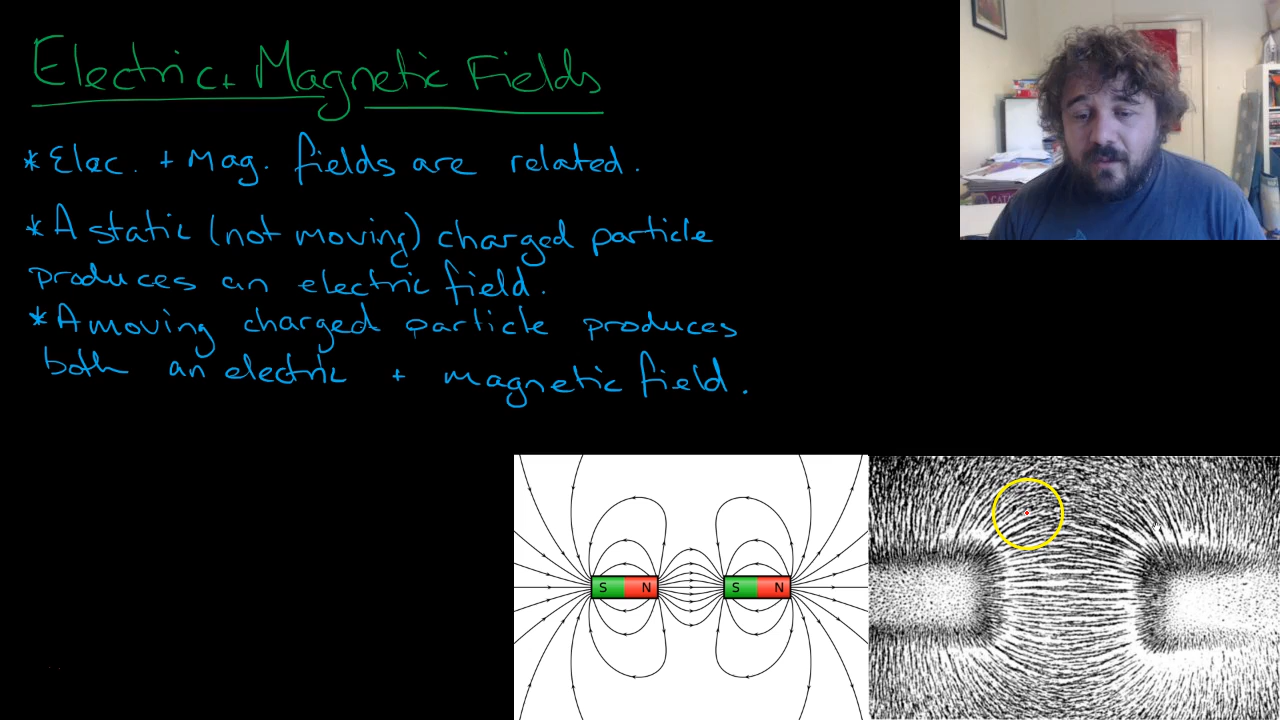 Electric + Magnetic Fields
* Elec. + Mag. fields are related.
* A static (not moving) charged particle
produces an electric field.
* A moving charged particle produces
both an electric + magnetic field.
S N S N